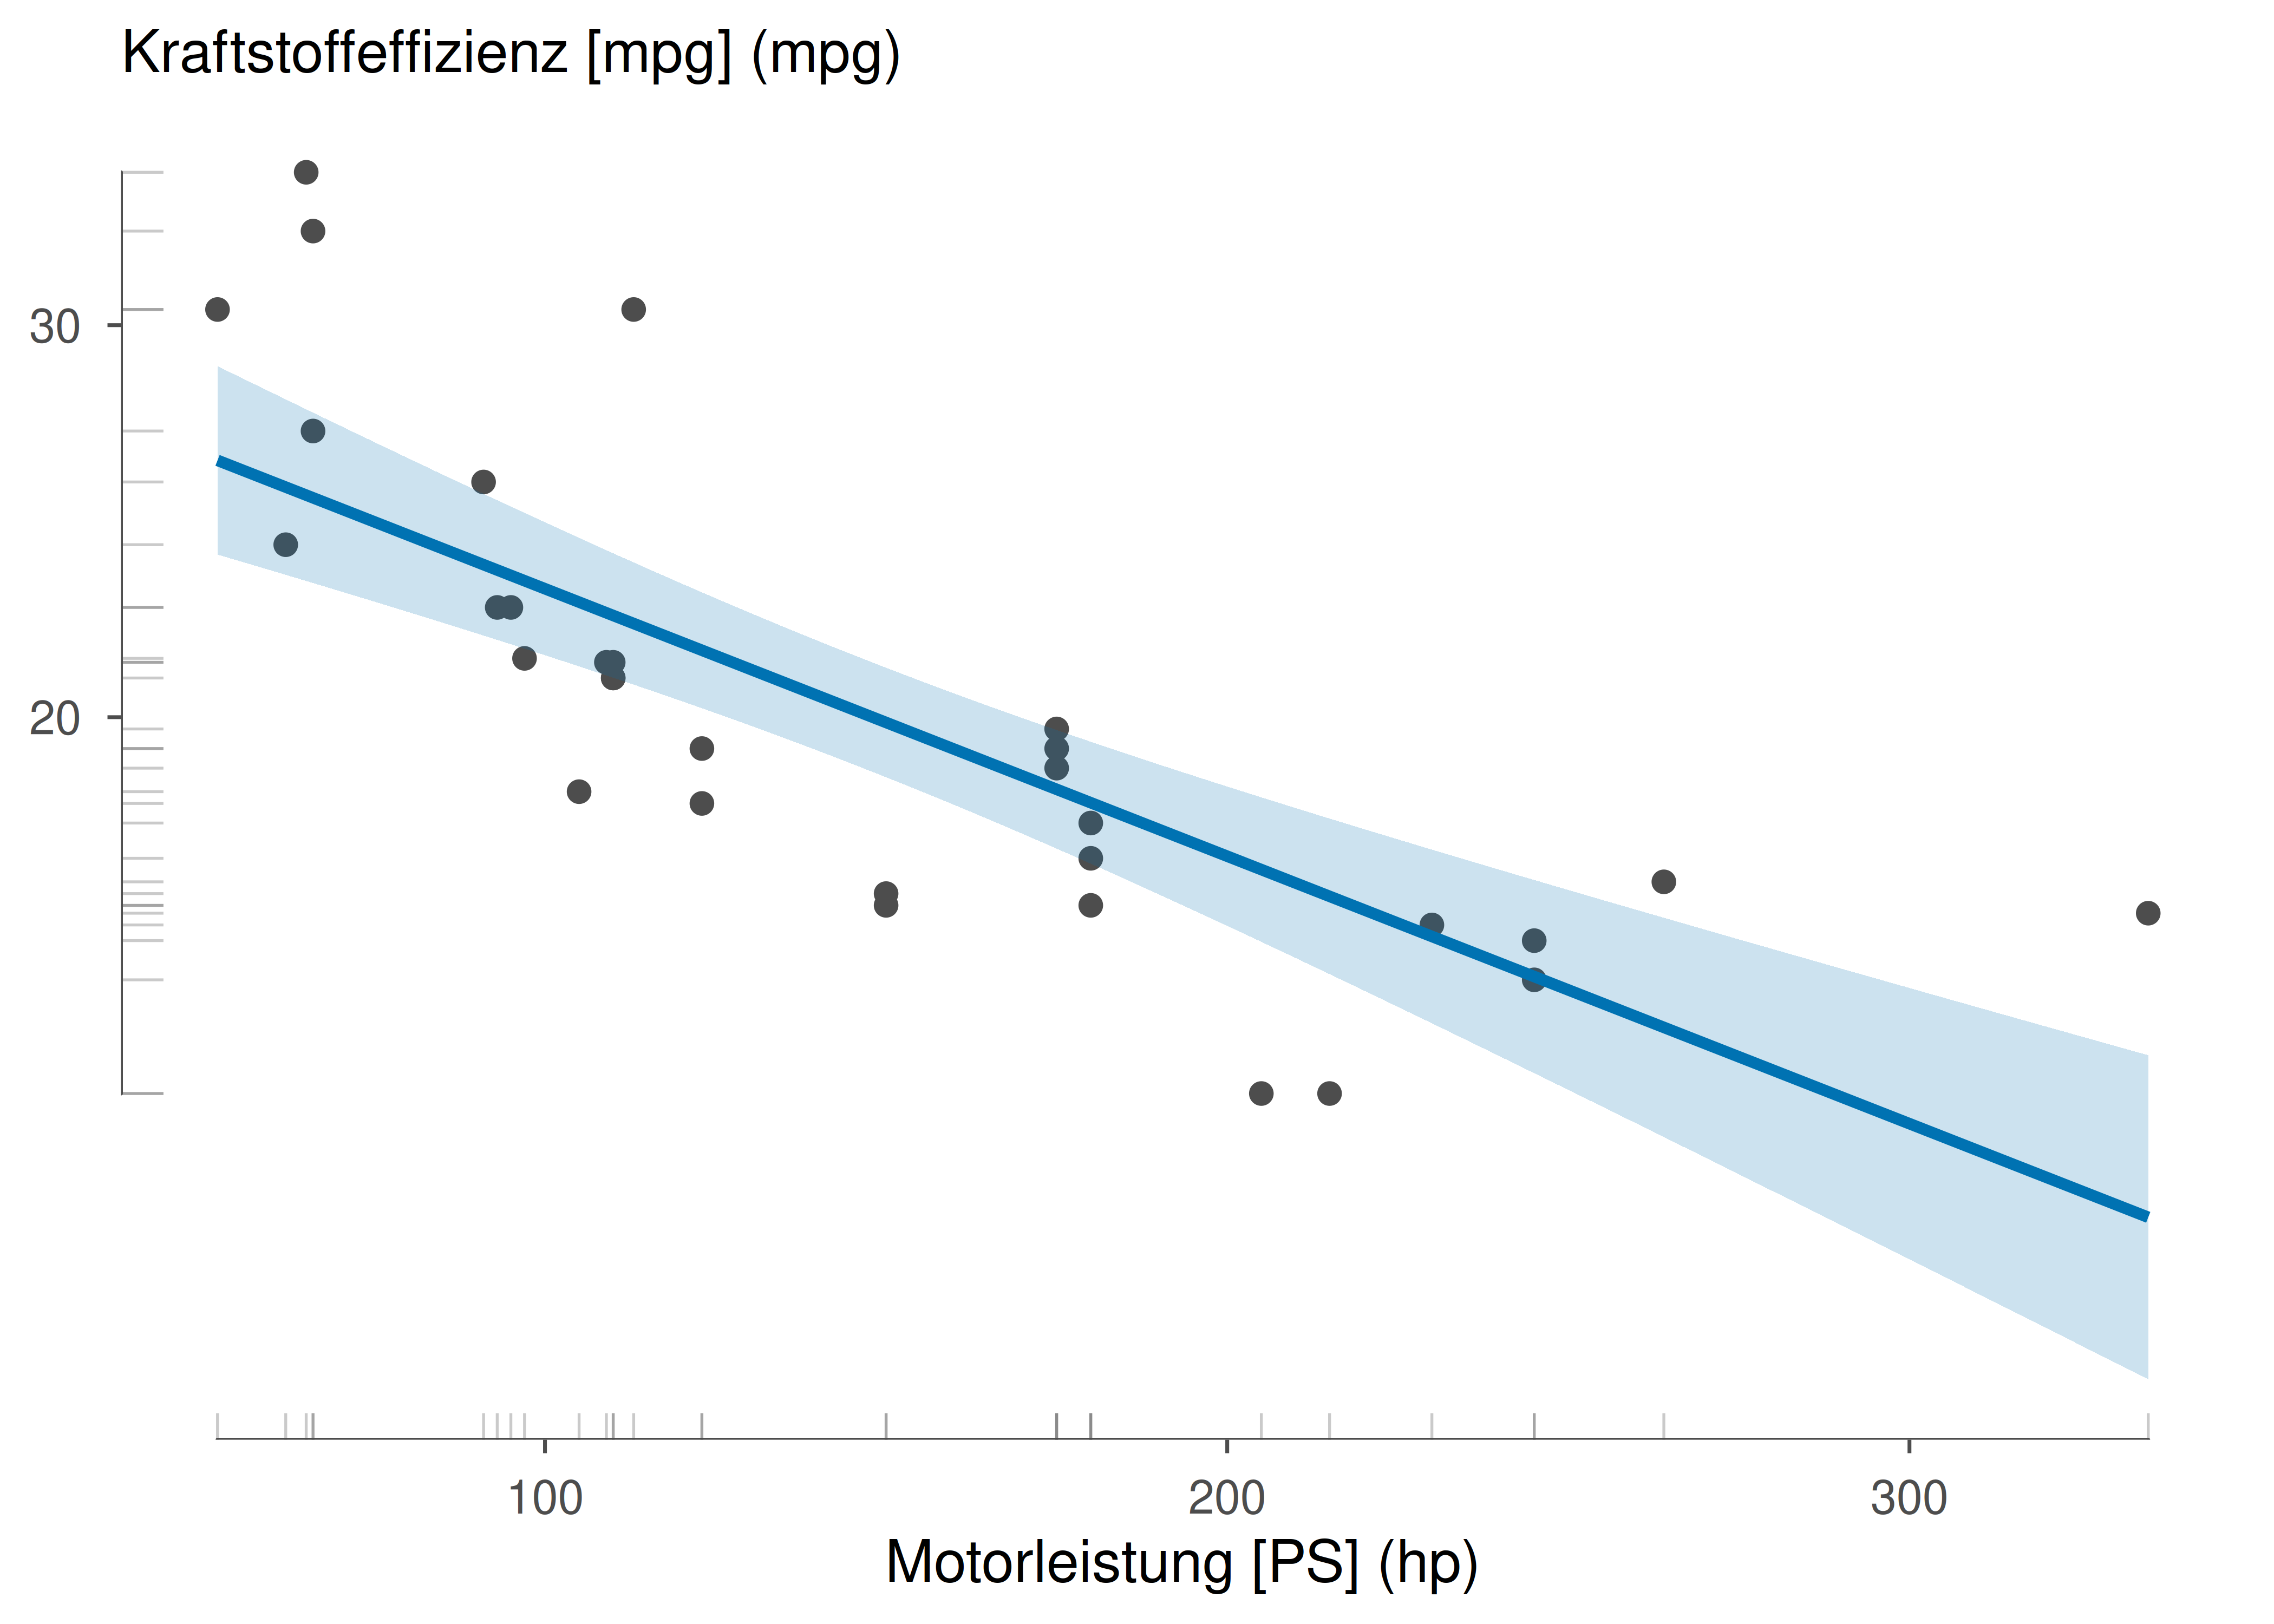 Kraftstoffeffizienz [mpg] (mpg)
30
20
100 200 300
Motorleistung [PS] (hp)